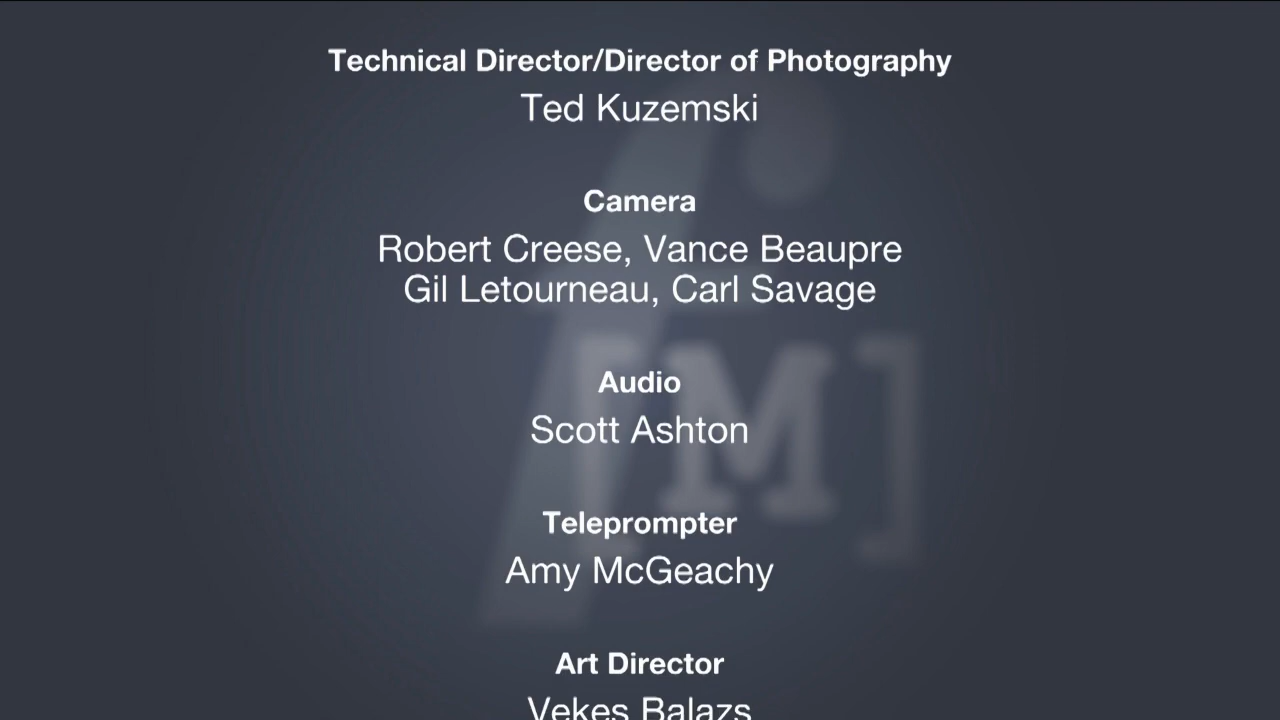 Technical Director/Director of Photography
Ted Kuzemski
Camera
Robert Creese, Vance Beaupre
Gil Letourneau, Carl Savage
[M]
Audio
Scott Ashton
Teleprompter
Amy McGeachy
Art Director
Vekes Balazs